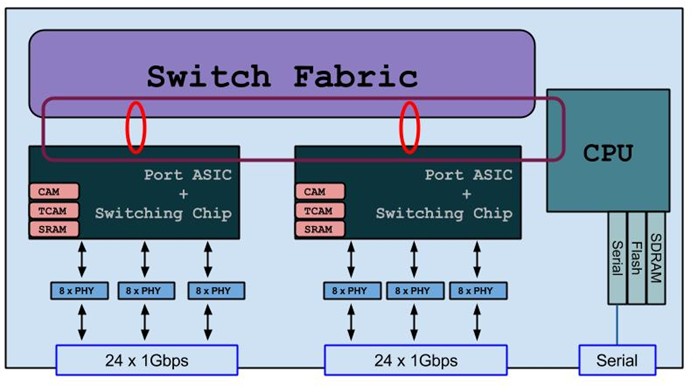 Switch Fabric
CPU
Port ASIC
+
Switching Chip
CAM
TCAM
SRAM
Port ASIC
+
Switching Chip
CAM
TCAM
SRAM
Serial
Flash
SDRAM
8 x PHY
8 x PHY
8 x PHY
8 x PHY
8 x PHY
8 x PHY
24 x 1Gbps
24 x 1Gbps
Serial